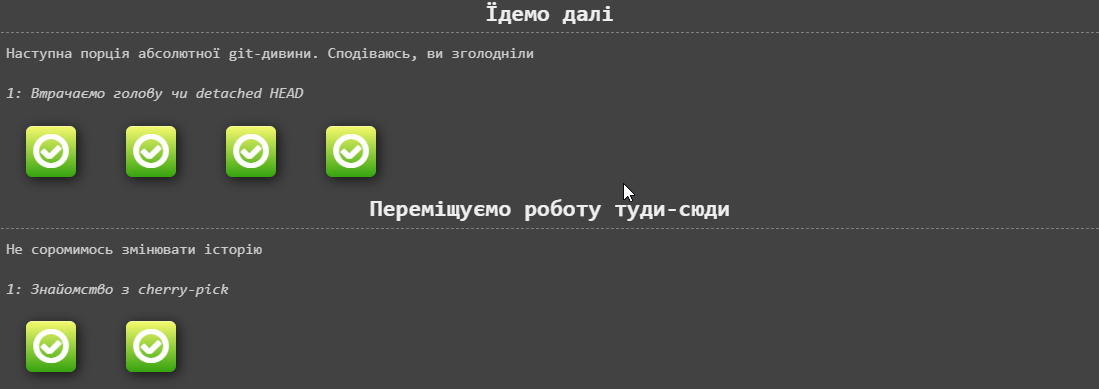 Їдемо далі
Наступна порція абсолютної git-дивини. Сподіваюсь, ви зголодніли
1: Втрачаємо голову чи detached HEAD
Переміщуємо роботу туди-сюди
Не соромимось змінювати історію
1: Знайомство з cherry-pick